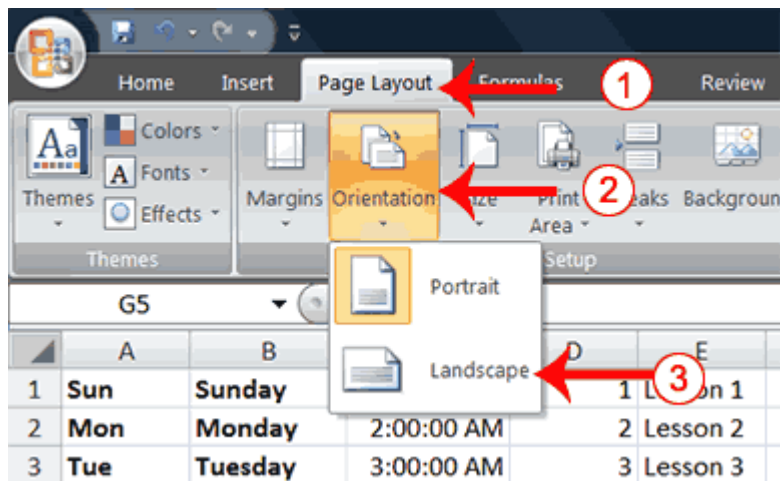 Home Insert Page Layout Formulas 1 Review
Aa Colors
A Fonts
Effects
Themes Margins Orientation 2 Print
Area
Themes Setup
Portrait
G5
Landscape
A B D E
3
1 Sun Sunday 1
2 Mon Monday 2:00:00 AM 2 Lesson 2
3 Tue Tuesday 3:00:00 AM 3 Lesson 3